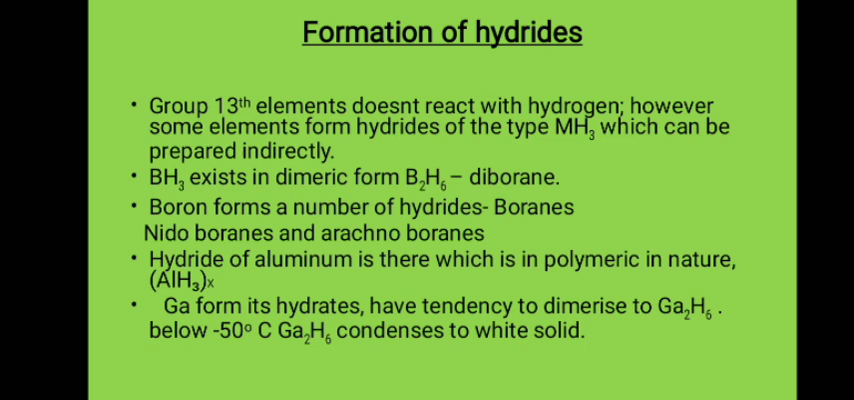 Formation of hydrides
• Group 13th elements doesnt react with hydrogen; however
some elements form hydrides of the type MH₃ which can be
prepared indirectly.
• BH₃ exists in dimeric form B₂H₆ – diborane.
• Boron forms a number of hydrides- Boranes
Nido boranes and arachno boranes
• Hydride of aluminum is there which is in polymeric in nature,
(AlH₃)x
• Ga form its hydrates, have tendency to dimerise to Ga₂H₆ .
below -50⁰ C Ga₂H₆ condenses to white solid.